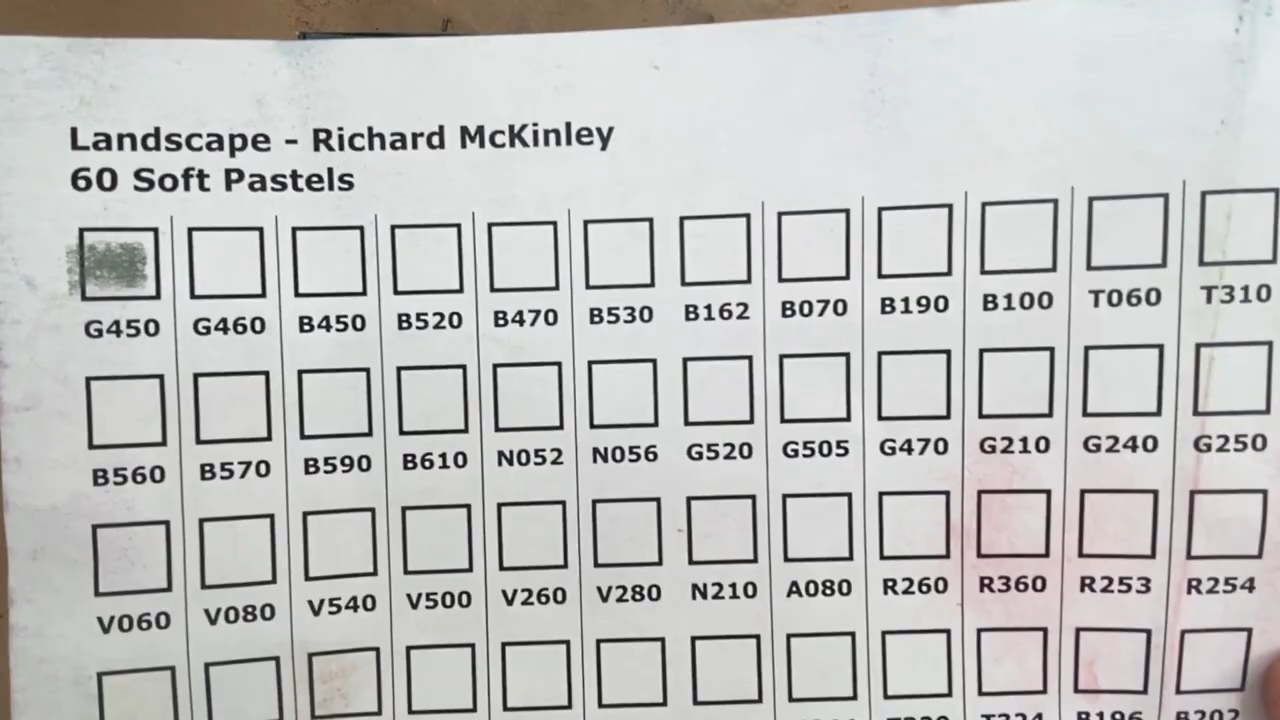 Landscape - Richard McKinley
60 Soft Pastels
G450 G460 B450 B520 B470 B530 B162 B070 B190 B100 T060 T310
B560 B570 B590 B610 N052 N056 G520 G505 G470 G210 G240 G250
V060 V080 V540 V500 V260 V280 N210 A080 R260 R360 R253 R254